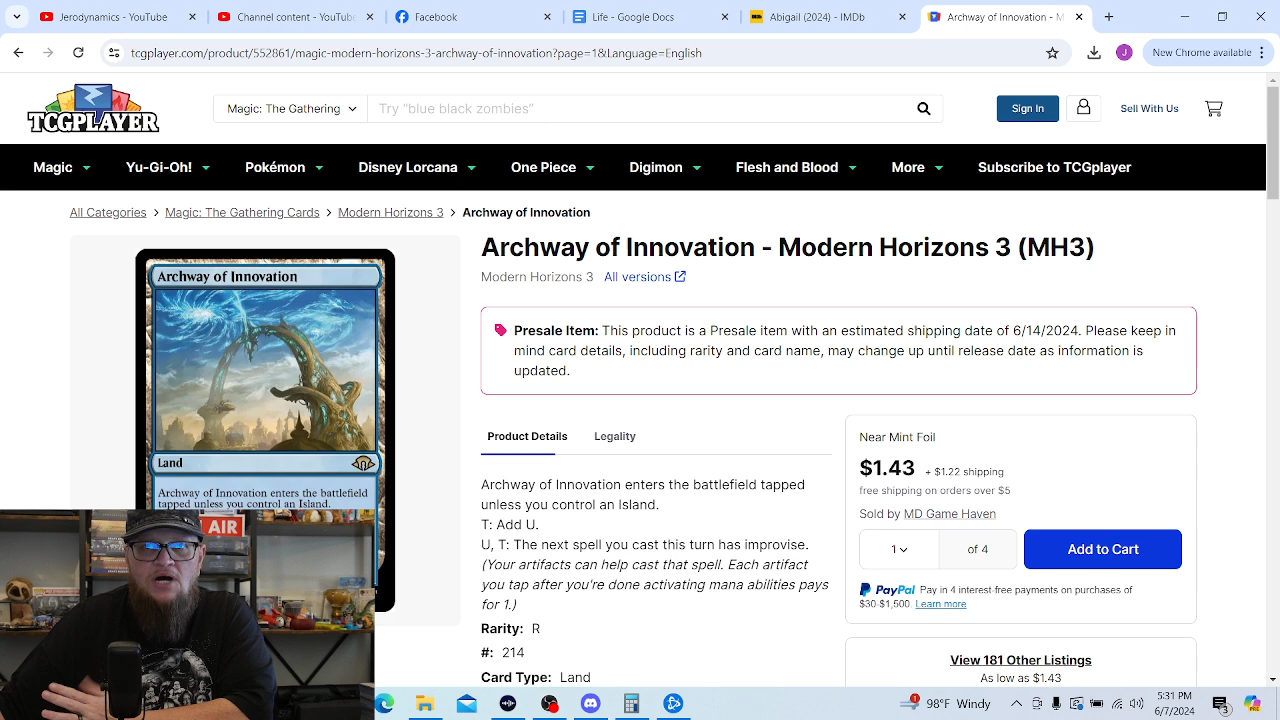 Jerodynamics - YouTube
Channel content - YouTube
Facebook
Life - Google Docs
Abigail (2024) - IMDb
Archway of Innovation - M
tcgplayer.com/product/552861/magic-modern-horizons-3-archway-of-innovation?page=1&Language=English
J
New Chrome available
TCGPLAYER
Magic: The Gathering
Try "blue black zombies"
Sign In
Sell With Us
Magic
Yu-Gi-Oh!
Pokémon
Disney Lorcana
One Piece
Digimon
Flesh and Blood
More
Subscribe to TCGplayer
All Categories > Magic: The Gathering Cards > Modern Horizons 3 > Archway of Innovation
Archway of Innovation
Land
Archway of Innovation enters the battlefield
tapped unless you control an Island.
AIR
Archway of Innovation - Modern Horizons 3 (MH3)
Modern Horizons 3 All versions
Presale Item: This product is a Presale item with an estimated shipping date of 6/14/2024. Please keep in
mind card details, including rarity and card name, may change up until release date as information is
updated.
Product Details
Legality
Archway of Innovation enters the battlefield tapped
unless you control an Island.
T: Add U.
U, T: The next spell you cast this turn has improvise.
(Your artifacts can help cast that spell. Each artifact
you tap after you're done activating mana abilities pays
for 1.)
Rarity: R
#: 214
Card Type: Land
Near Mint Foil
$1.43 + $1.22 shipping
free shipping on orders over $5
Sold by MD Game Haven
1
of 4
Add to Cart
PayPal Pay in 4 interest-free payments on purchases of
$30-$1,500. Learn more
View 181 Other Listings
As low as $1.43
1
98°F Windy
5:31 PM
6/7/2024
3